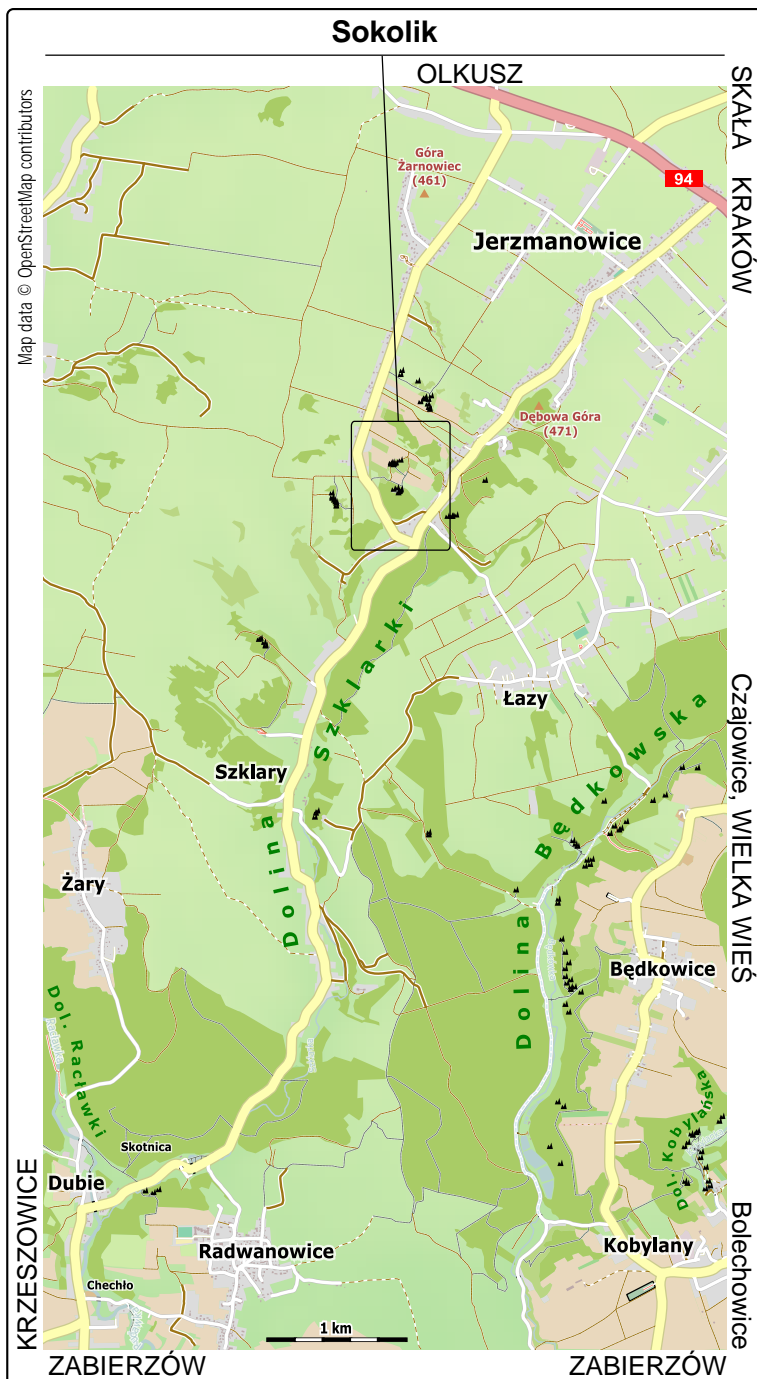 Sokolik
OLKUSZ
SKAŁA KRAKÓW
Map data © OpenStreetMap contributors
Góra
Żarnowiec
(461)
94
Jerzmanowice
Dębowa Góra
(471)
Dolina Szklarki
Łazy
Szklary
Dolina Będkowska
Czajowice, WIELKA WIEŚ
Żary
Będkowice
Dol. Racławki
Racławka
Dol. Kobylańska
Skotnica
Dubie
KRZESZOWICE
Radwanowice
Kobylany
Bolechowice
Chechło
1 km
ZABIERZÓW
ZABIERZÓW